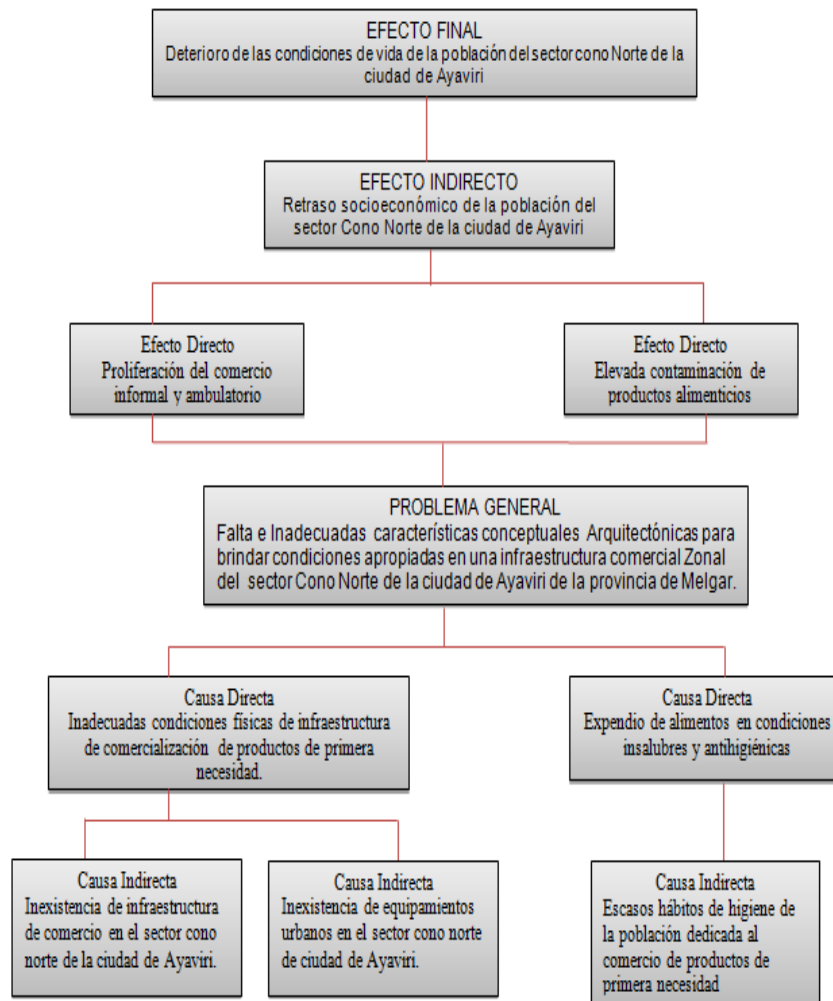 EFECTO FINAL
Deterioro de las condiciones de vida de la población del sector cono Norte de la
ciudad de Ayaviri
EFECTO INDIRECTO
Retraso socioeconómico de la población del
sector Cono Norte de la ciudad de Ayaviri
Efecto Directo
Proliferación del comercio
informal y ambulatorio
Efecto Directo
Elevada contaminación de
productos alimenticios
PROBLEMA GENERAL
Falta e Inadecuadas características conceptuales Arquitectónicas para
brindar condiciones apropiadas en una infraestructura comercial Zonal
del sector Cono Norte de la ciudad de Ayaviri de la provincia de Melgar.
Causa Directa
Inadecuadas condiciones físicas de infraestructura
de comercialización de productos de primera
necesidad.
Causa Directa
Expendio de alimentos en condiciones
insalubres y antihigiénicas
Causa Indirecta
Inexistencia de infraestructura
de comercio en el sector cono
norte de la ciudad de Ayaviri.
Causa Indirecta
Inexistencia de equipamientos
urbanos en el sector cono norte
de ciudad de Ayaviri.
Causa Indirecta
Escasos hábitos de higiene de
la población dedicada al
comercio de productos de
primera necesidad